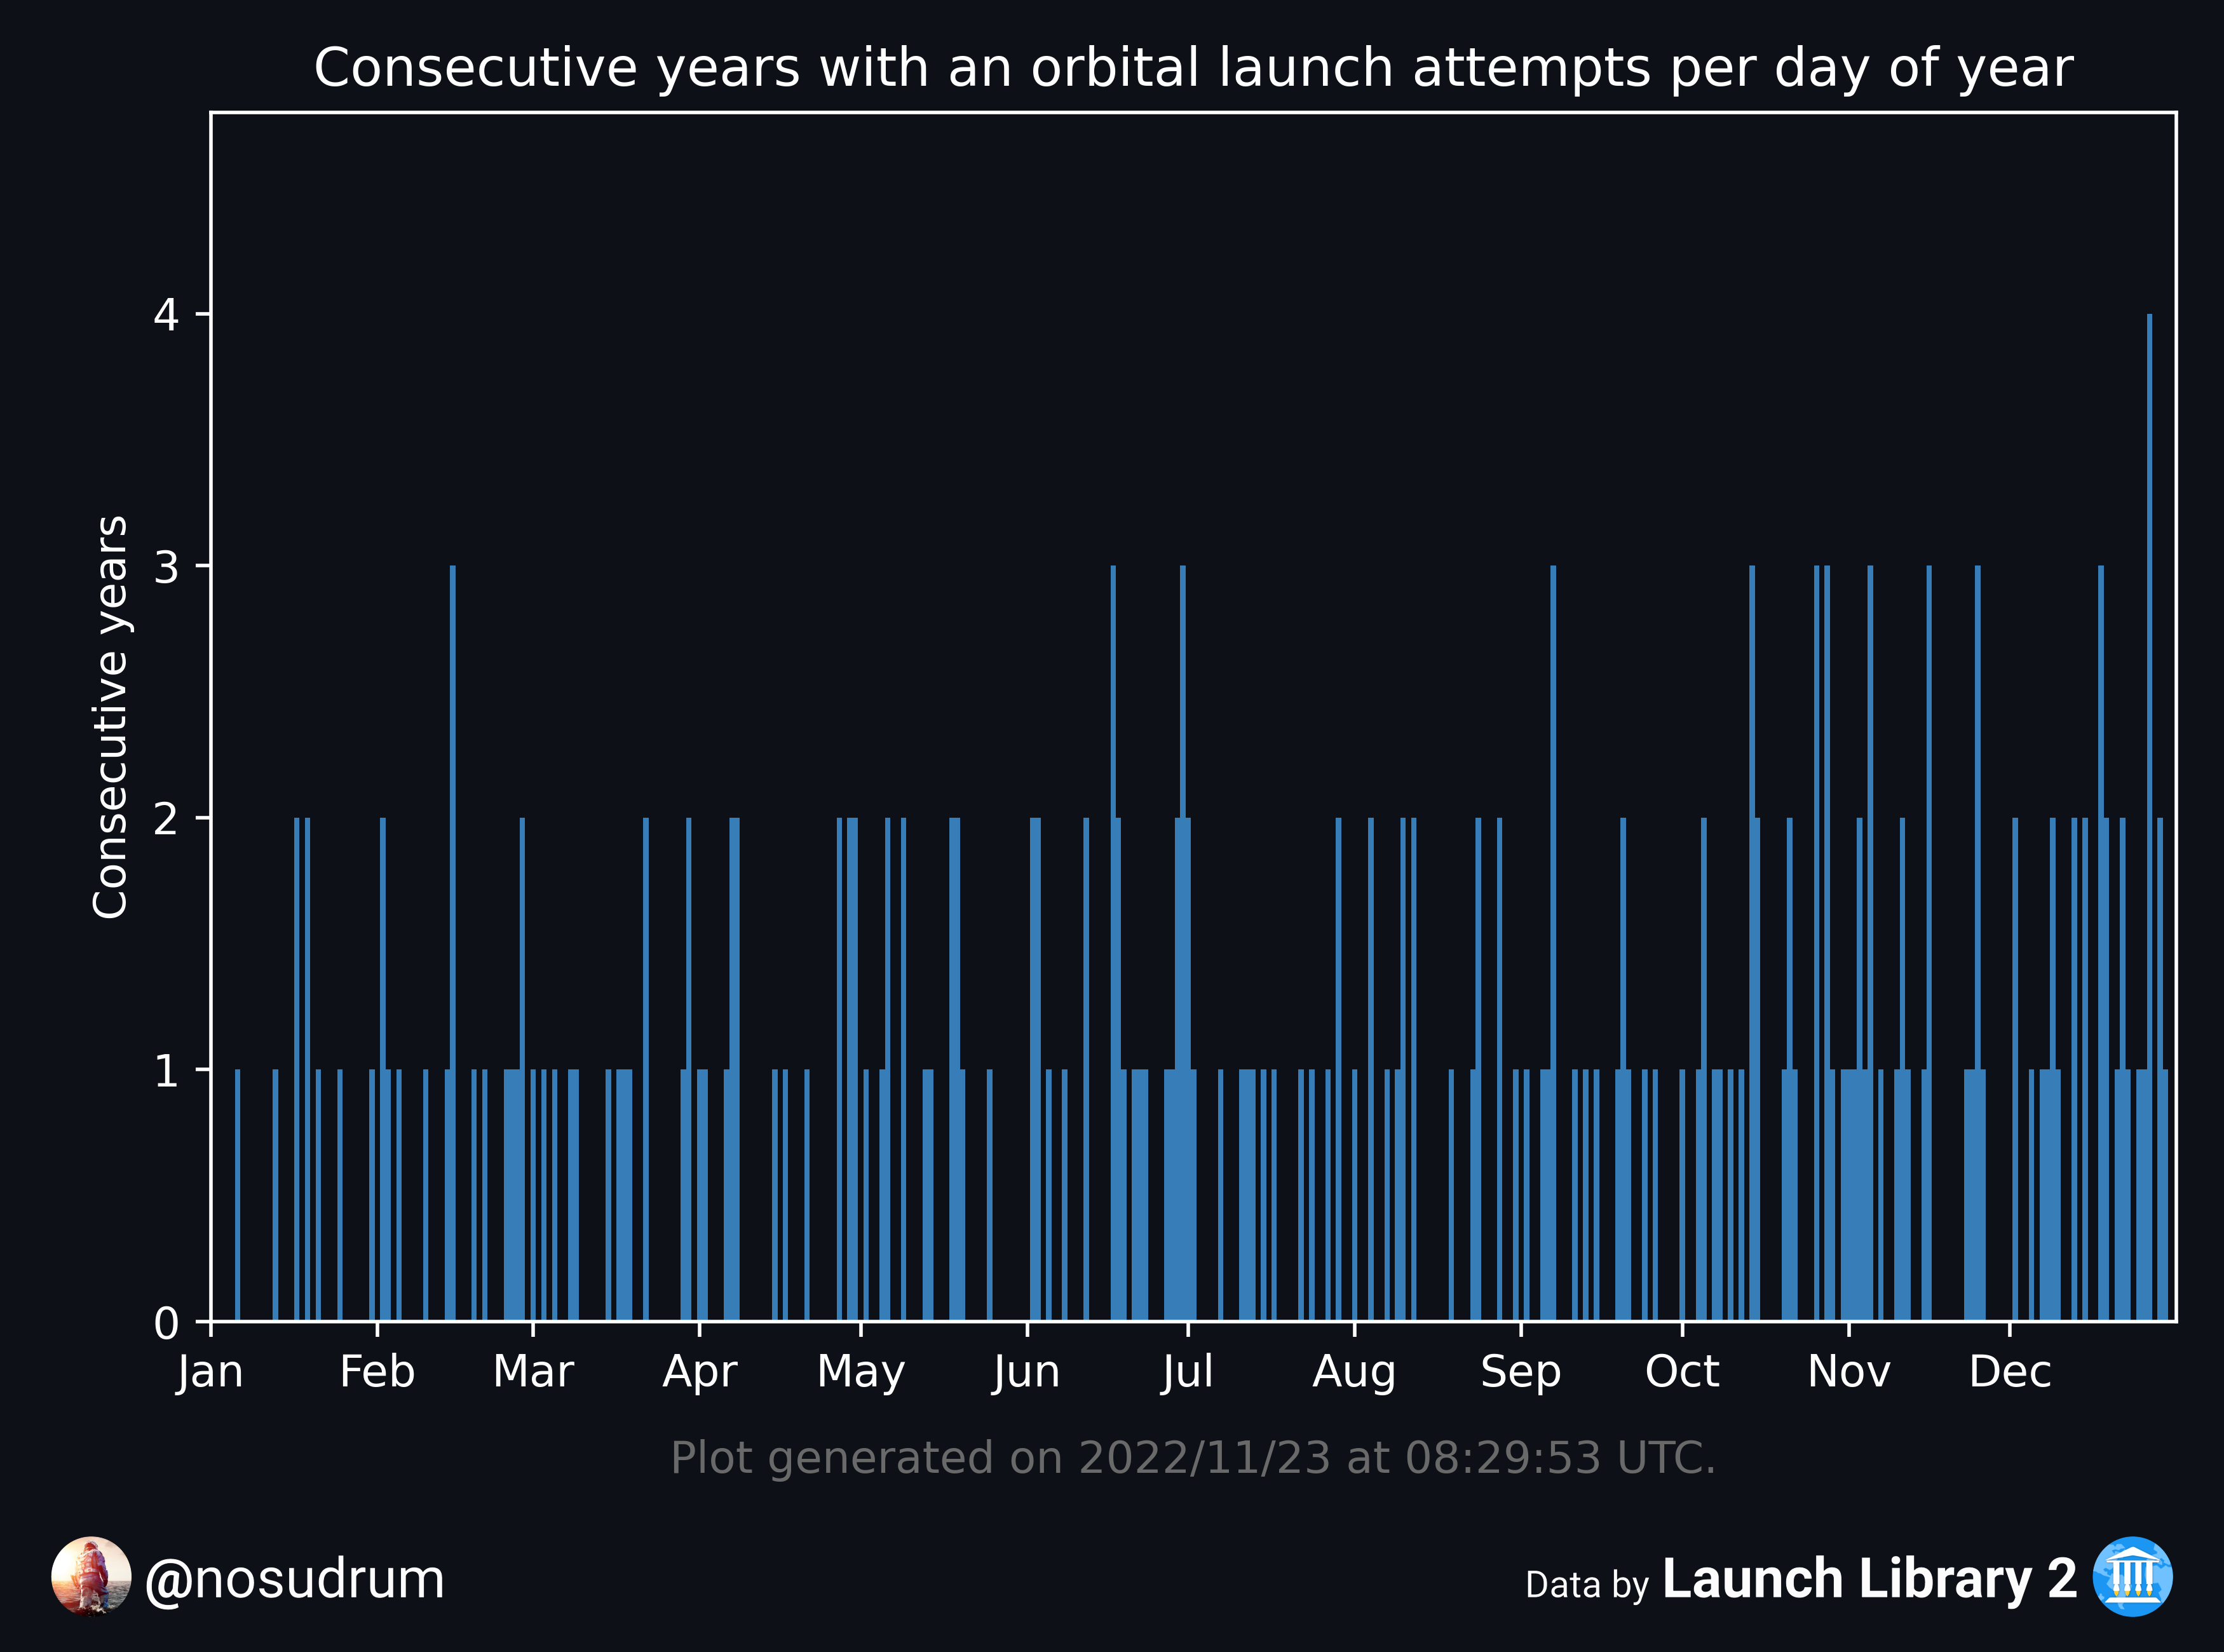 Consecutive years with an orbital launch attempts per day of year
Consecutive years
4
3
2
1
0
Jan Feb Mar Apr May Jun Jul Aug Sep Oct Nov Dec
Plot generated on 2022/11/23 at 08:29:53 UTC.
@nosudrum
Data by Launch Library 2